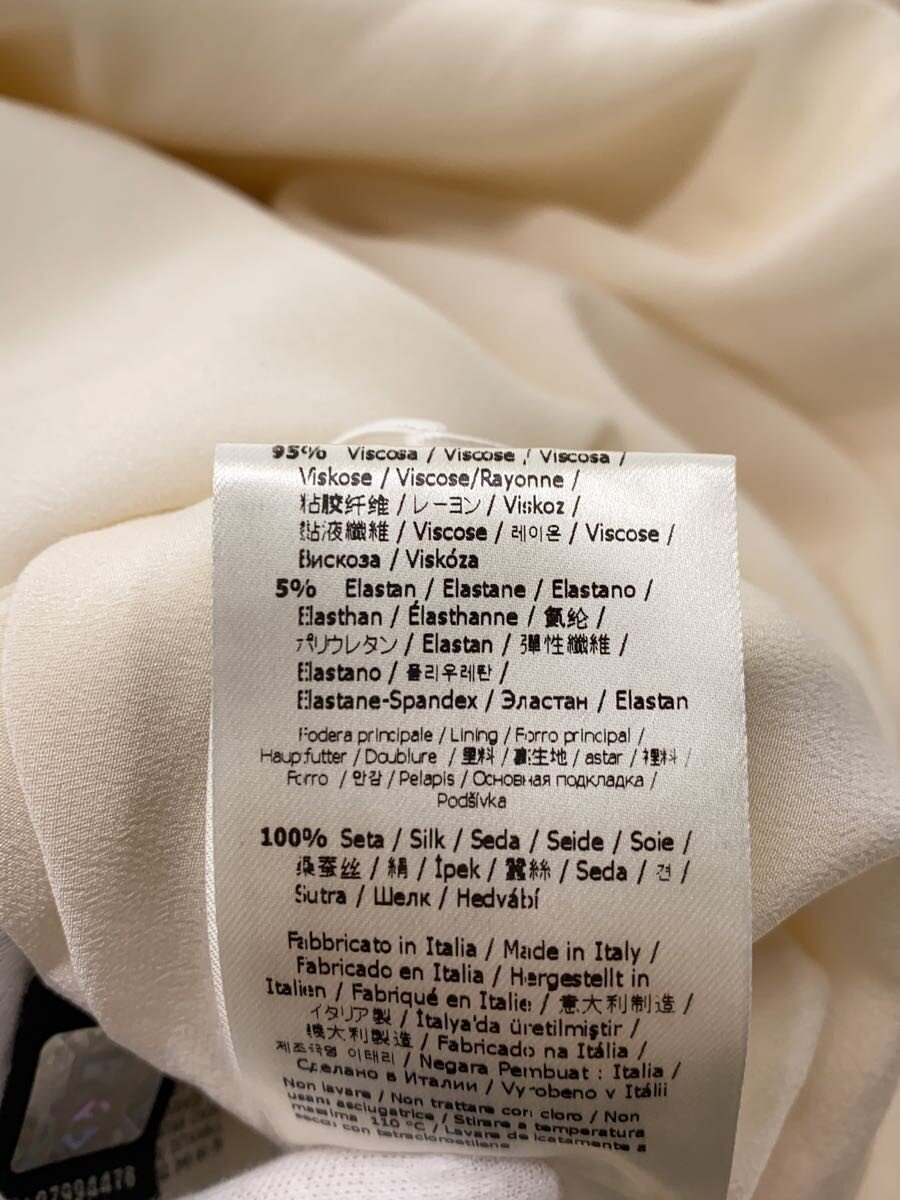 95% Viscosa / Viscose / Viscosa /
Viskose / Viscose/Rayonne /
粘胶纤维 / レーヨン / Viskoz /
黏液纖維 / Viscose / 레이온 / Viscose /
Вискоза / Viskóza
5% Elastan / Elastane / Elastano /
Elasthan / Élasthanne / 氨纶 /
ポリウレタン / Elastan / 彈性纖維 /
Elastano / 폴리우레탄 /
Elastane-Spandex / Эластан / Elastan
Fodera principale / Lining / Forro principal /
Hauptfutter / Doublure / 里料 / 裏生地 / astar / 裡料 /
Forro / 안감 / Pelapis / Основная подкладка /
Podšívka
100% Seta / Silk / Seda / Seide / Soie /
桑蚕丝 / 絹 / İpek / 蠶絲 / Seda / 견 /
Sutra / Шелк / Hedvábí
Fabbricato in Italia / Made in Italy /
Fabricado en Italia / Hergestellt in
Italien / Fabriqué en Italie / 意大利制造 /
イタリア製 / İtalya'da üretilmiştir /
義大利製造 / Fabricado na Itália /
제조국명 이태리 / Negara Pembuat : Italia /
Сделано в Италии / Vyrobeno v Itálii
Non lavare / Non trattare con cloro / Non
usare asciugatrice / Stirare a temperatura
massima 110 °C / Lavare delicatamente a
secco con tetracloroetilene
07994476